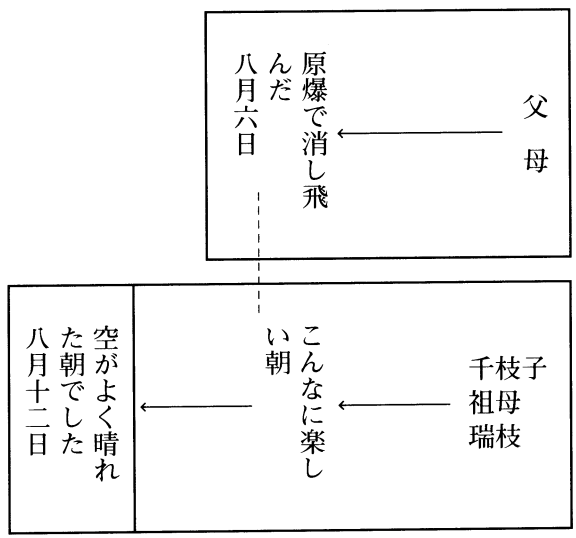 父母
原爆で消し飛
んだ
八月六日
千枝子
祖母
瑞枝
こんなに楽し
い朝
空がよく晴れ
た朝でした
八月十二日